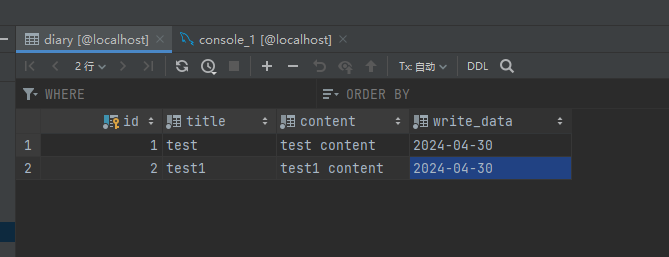 diary [@localhost] console_1 [@localhost]
2 行 Tx: 自动 DDL
WHERE ORDER BY
id title content write_data
1 1 test test content 2024-04-30
2 2 test1 test1 content 2024-04-30